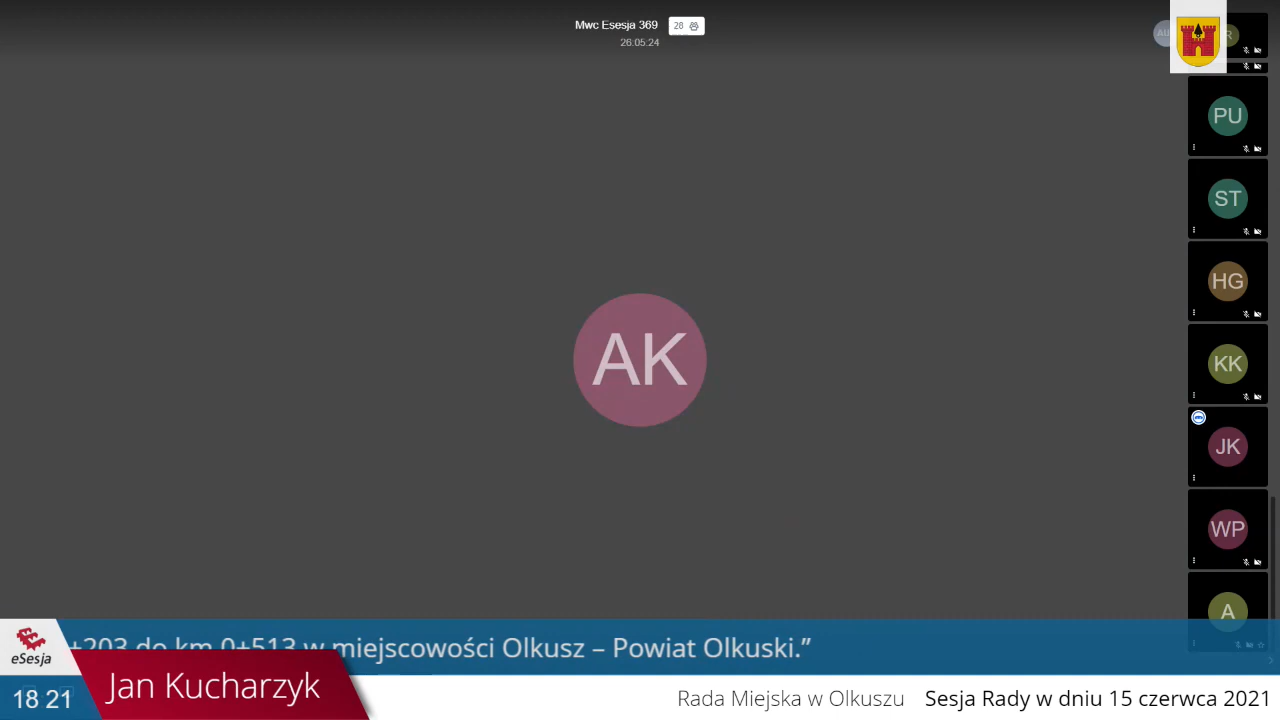 Mwc Esesja 369
28
26:05:24
AU
R
PU
ST
HG
KK
JK
WP
A
AK
+203 do km 0+513 w miejscowości Olkusz – Powiat Olkuski.”
eSesja
18 21
Jan Kucharzyk
Rada Miejska w Olkuszu Sesja Rady w dniu 15 czerwca 2021